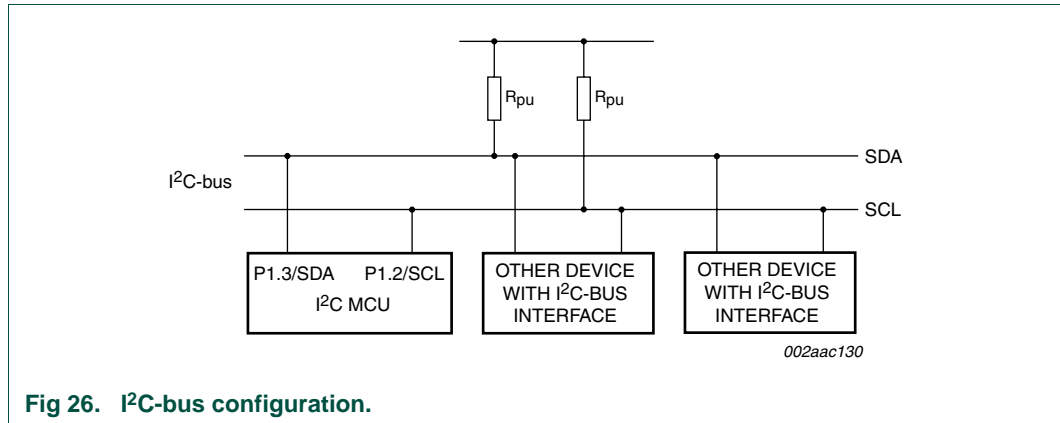 Rpu Rpu
SDA
I²C-bus
SCL
P1.3/SDA P1.2/SCL
I²C MCU
OTHER DEVICE
WITH I²C-BUS
INTERFACE
OTHER DEVICE
WITH I²C-BUS
INTERFACE
002aac130
Fig 26. I²C-bus configuration.